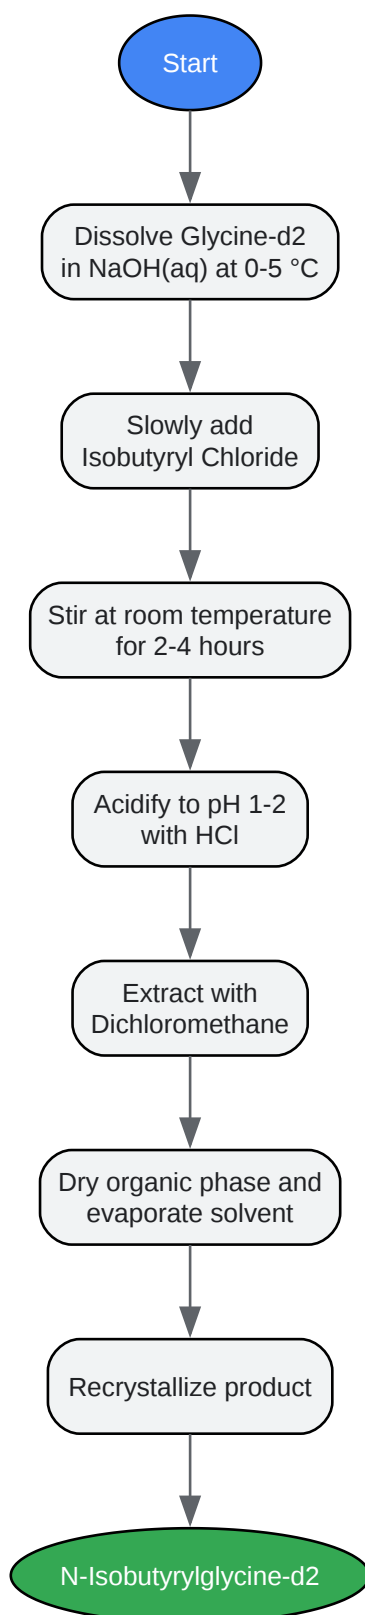 Start
Dissolve Glycine-d2
in NaOH(aq) at 0-5 °C
Slowly add
Isobutyryl Chloride
Stir at room temperature
for 2-4 hours
Acidify to pH 1-2
with HCl
Extract with
Dichloromethane
Dry organic phase and
evaporate solvent
Recrystallize product
N-Isobutyrylglycine-d2